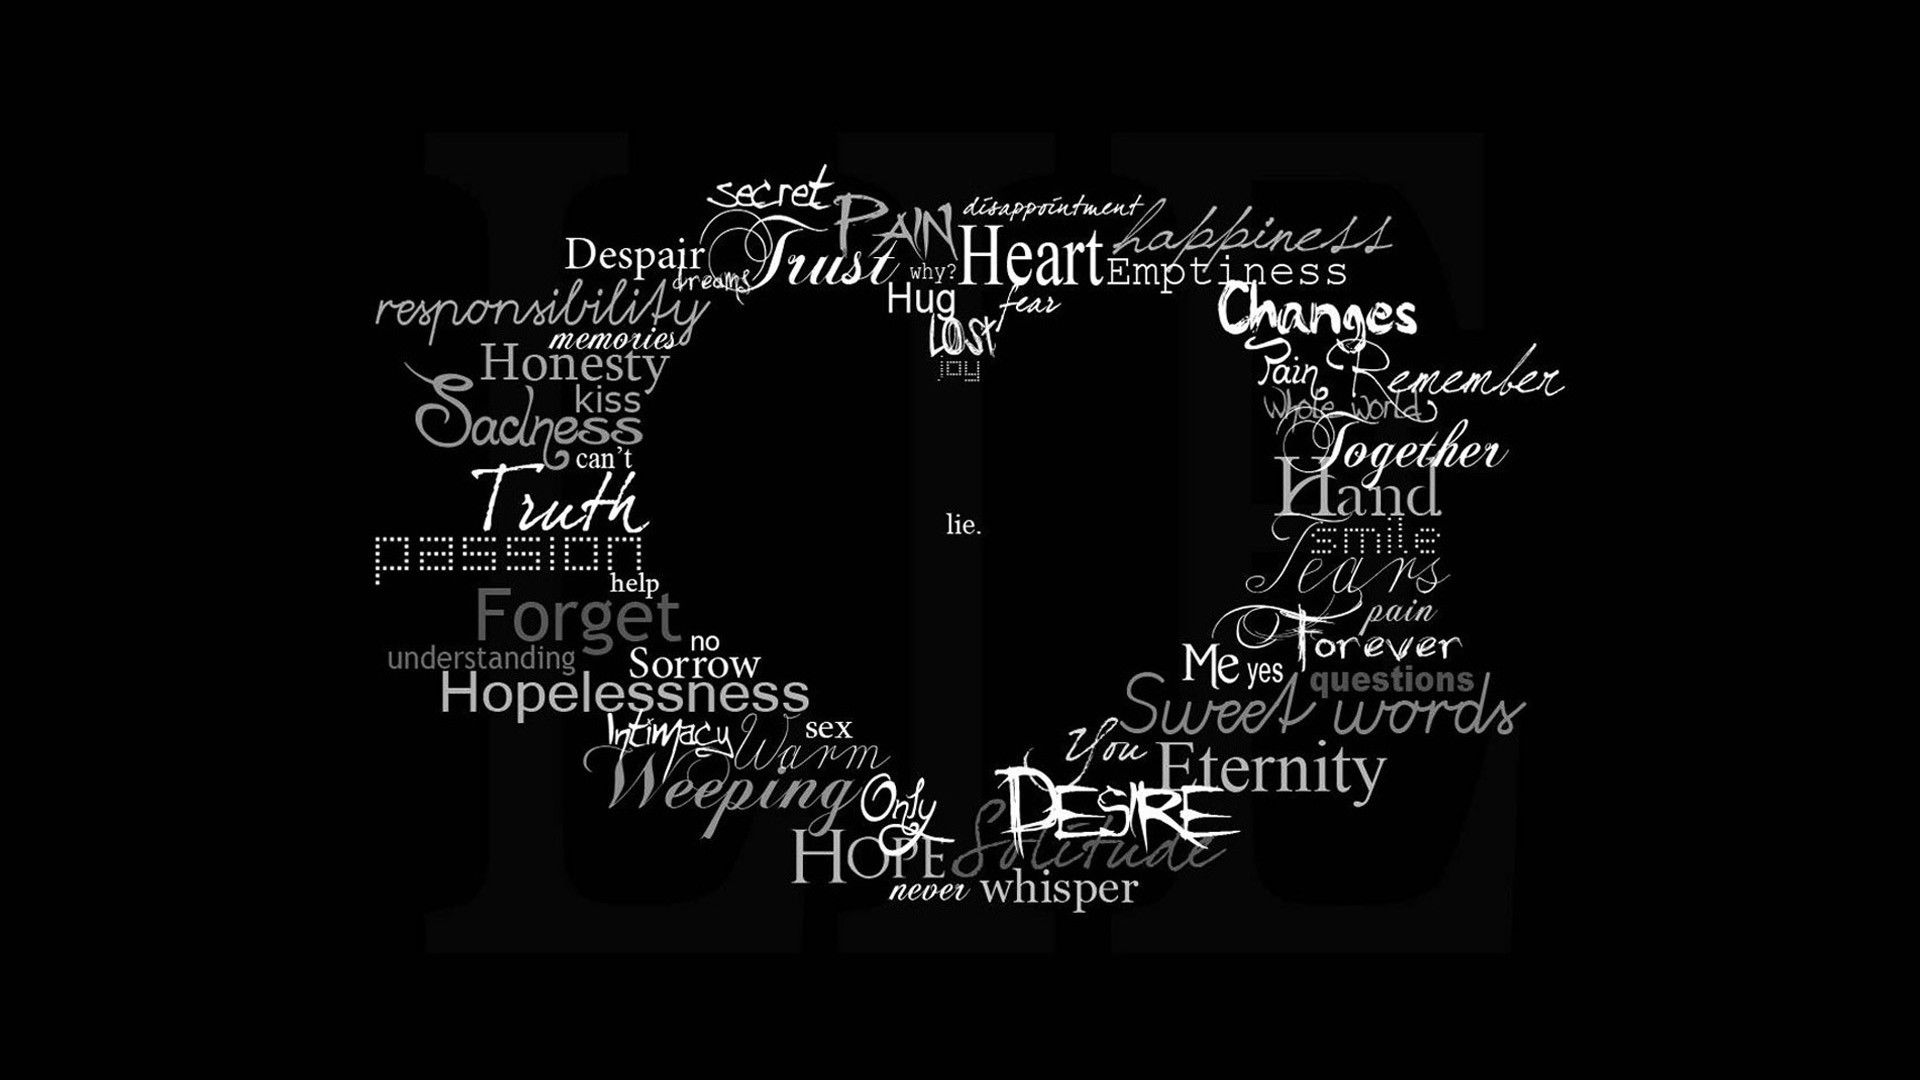 secret
PAIN
disappointment
happiness
Despair
dreams
Trust
why?
Heart
Emptiness
responsibility
Hug
fear
Changes
memories
Lost
Honesty
joy
Pain
Remember
kiss
whole world
Sadness
Together
can't
Hand
Truth
lie.
smile
passion
Tears
help
Forget
pain
no
Forever
understanding
Sorrow
Me
yes
questions
Hopelessness
Sweet words
Intimacy
Warm
sex
You
Eternity
Weeping
Only
DESIRE
HOPE
Solitude
never
whisper
LIE